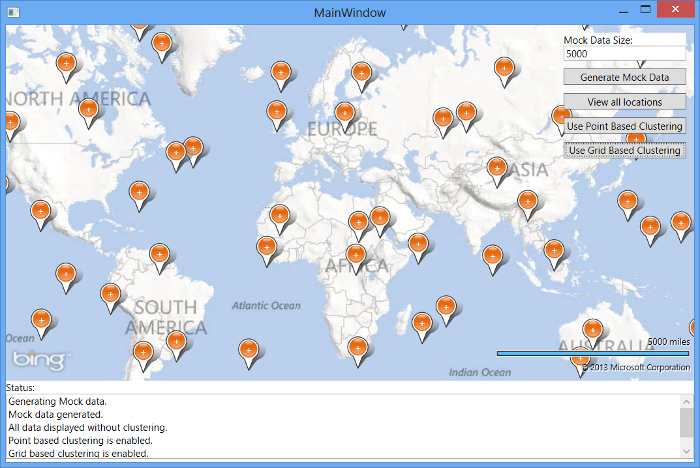 MainWindow
Mock Data Size:
5000
Generate Mock Data
View all locations
Use Point Based Clustering
Use Grid Based Clustering
NORTH AMERICA
EUROPE
ASIA
AFRICA
Atlantic Ocean
SOUTH
AMERICA
Ocean
AUSTRALIA
Indian Ocean
bing
5000 miles
© 2013 Microsoft Corporation
Status:
Generating Mock data.
Mock data generated.
All data displayed without clustering.
Point based clustering is enabled.
Grid based clustering is enabled.